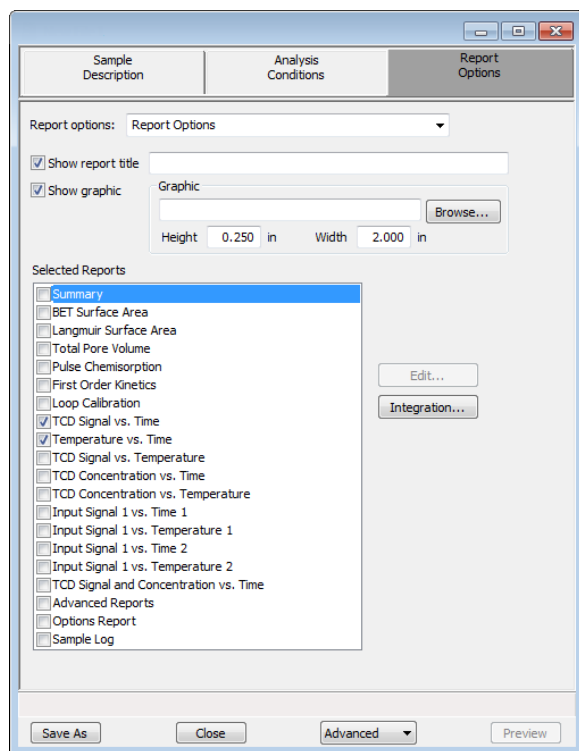 Sample Description
Analysis Conditions
Report Options
Report options: Report Options
Show report title
Show graphic
Graphic
Browse...
Height 0.250 in Width 2.000 in
Selected Reports
Summary
BET Surface Area
Langmuir Surface Area
Total Pore Volume
Pulse Chemisorption
First Order Kinetics
Loop Calibration
TCD Signal vs. Time
Temperature vs. Time
TCD Signal vs. Temperature
TCD Concentration vs. Time
TCD Concentration vs. Temperature
Input Signal 1 vs. Time 1
Input Signal 1 vs. Temperature 1
Input Signal 1 vs. Time 2
Input Signal 1 vs. Temperature 2
TCD Signal and Concentration vs. Time
Advanced Reports
Options Report
Sample Log
Edit...
Integration...
Save As Close Advanced Preview